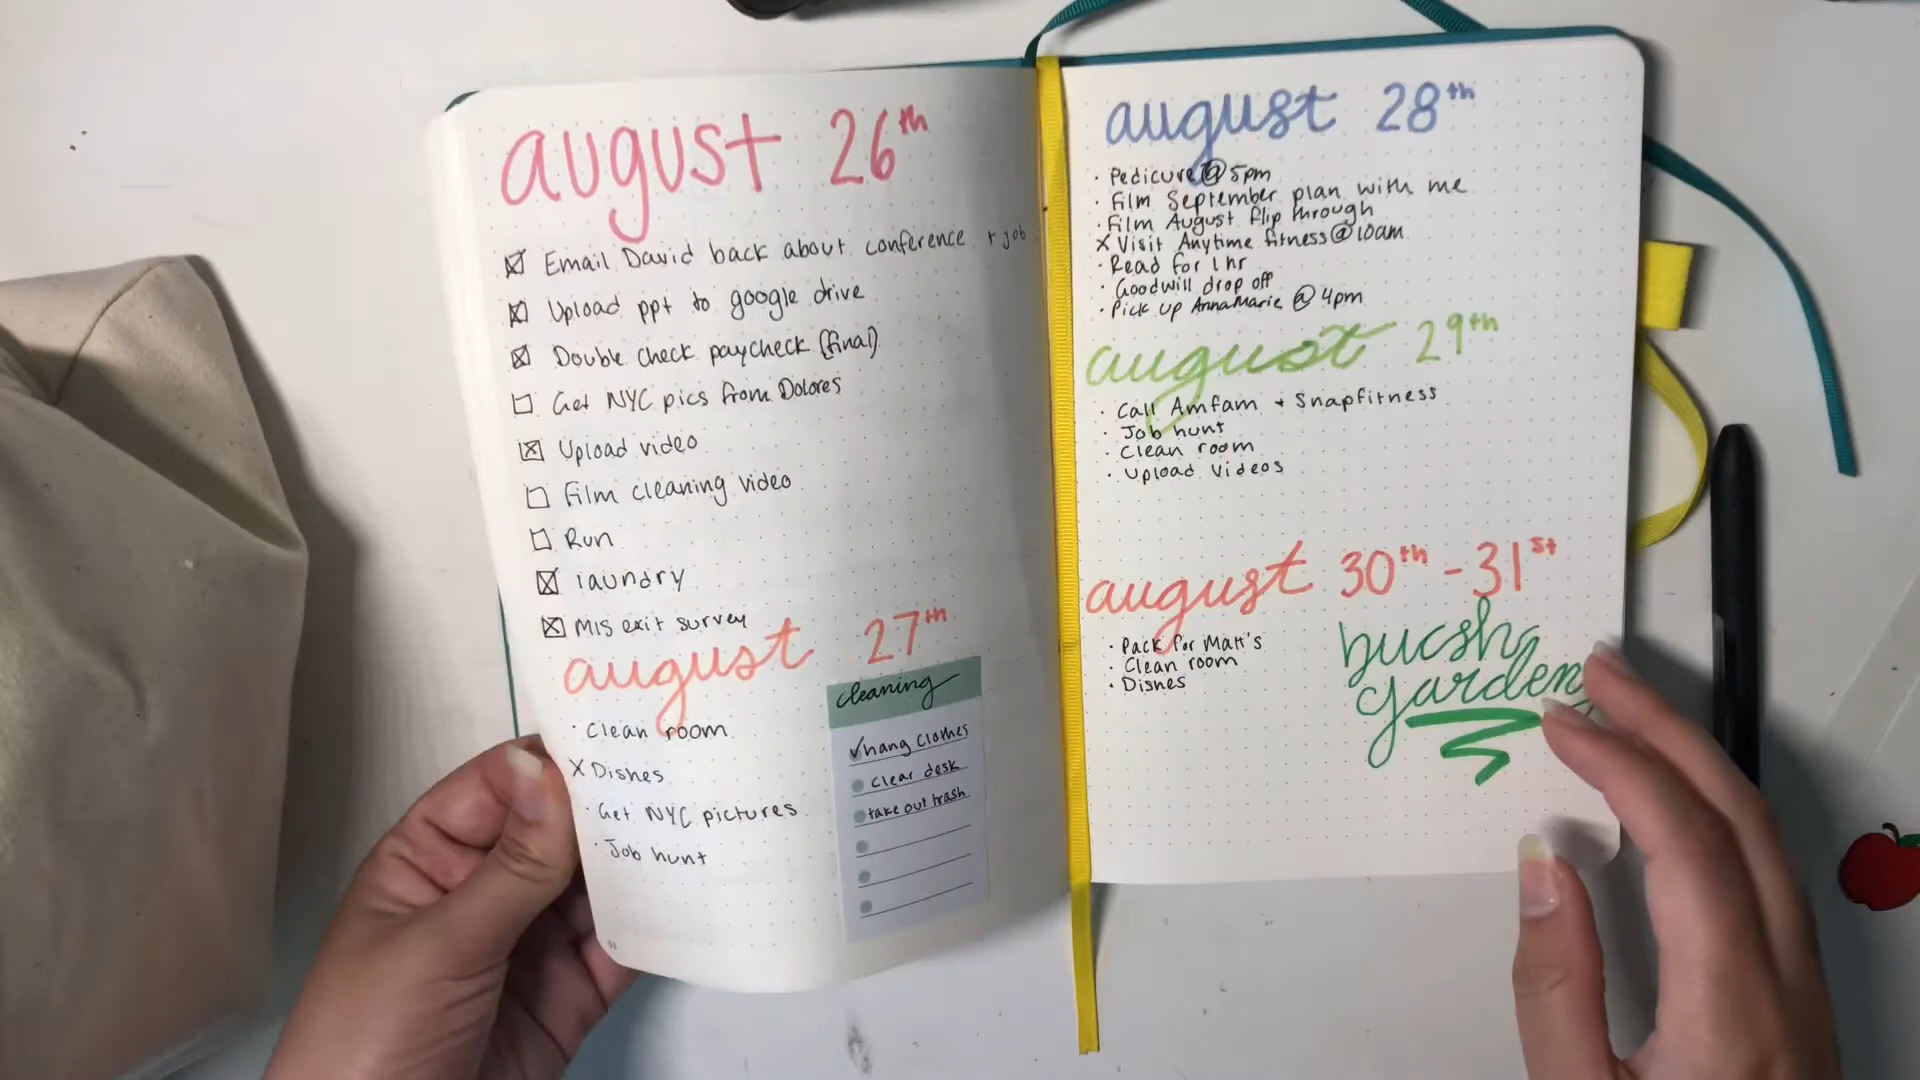 august 26th
Email David back about conference + job
Upload ppt to google drive
Double check paycheck (final)
Get NYC pics from Dolores
Upload video
Film cleaning video
Run
laundry
MIS exit survey
august 27th
Clean room
X Dishes
Get NYC pictures
Job hunt
cleaning
✓ hang clothes
clear desk
take out trash
august 28th
· Pedicure @ 5pm
· Film September plan with me
· Film August flip through
X Visit Anytime fitness @ 10am
· Read for 1 hr
· Goodwill drop off
· Pick up AnnaMarie @ 4pm
august 29th
· Call Amfam + Snapfitness
· Job hunt
· Clean room
· Upload Videos
august 30th - 31st
· Pack for Matt's
· Clean room
· Dishes
bucsh
gardens